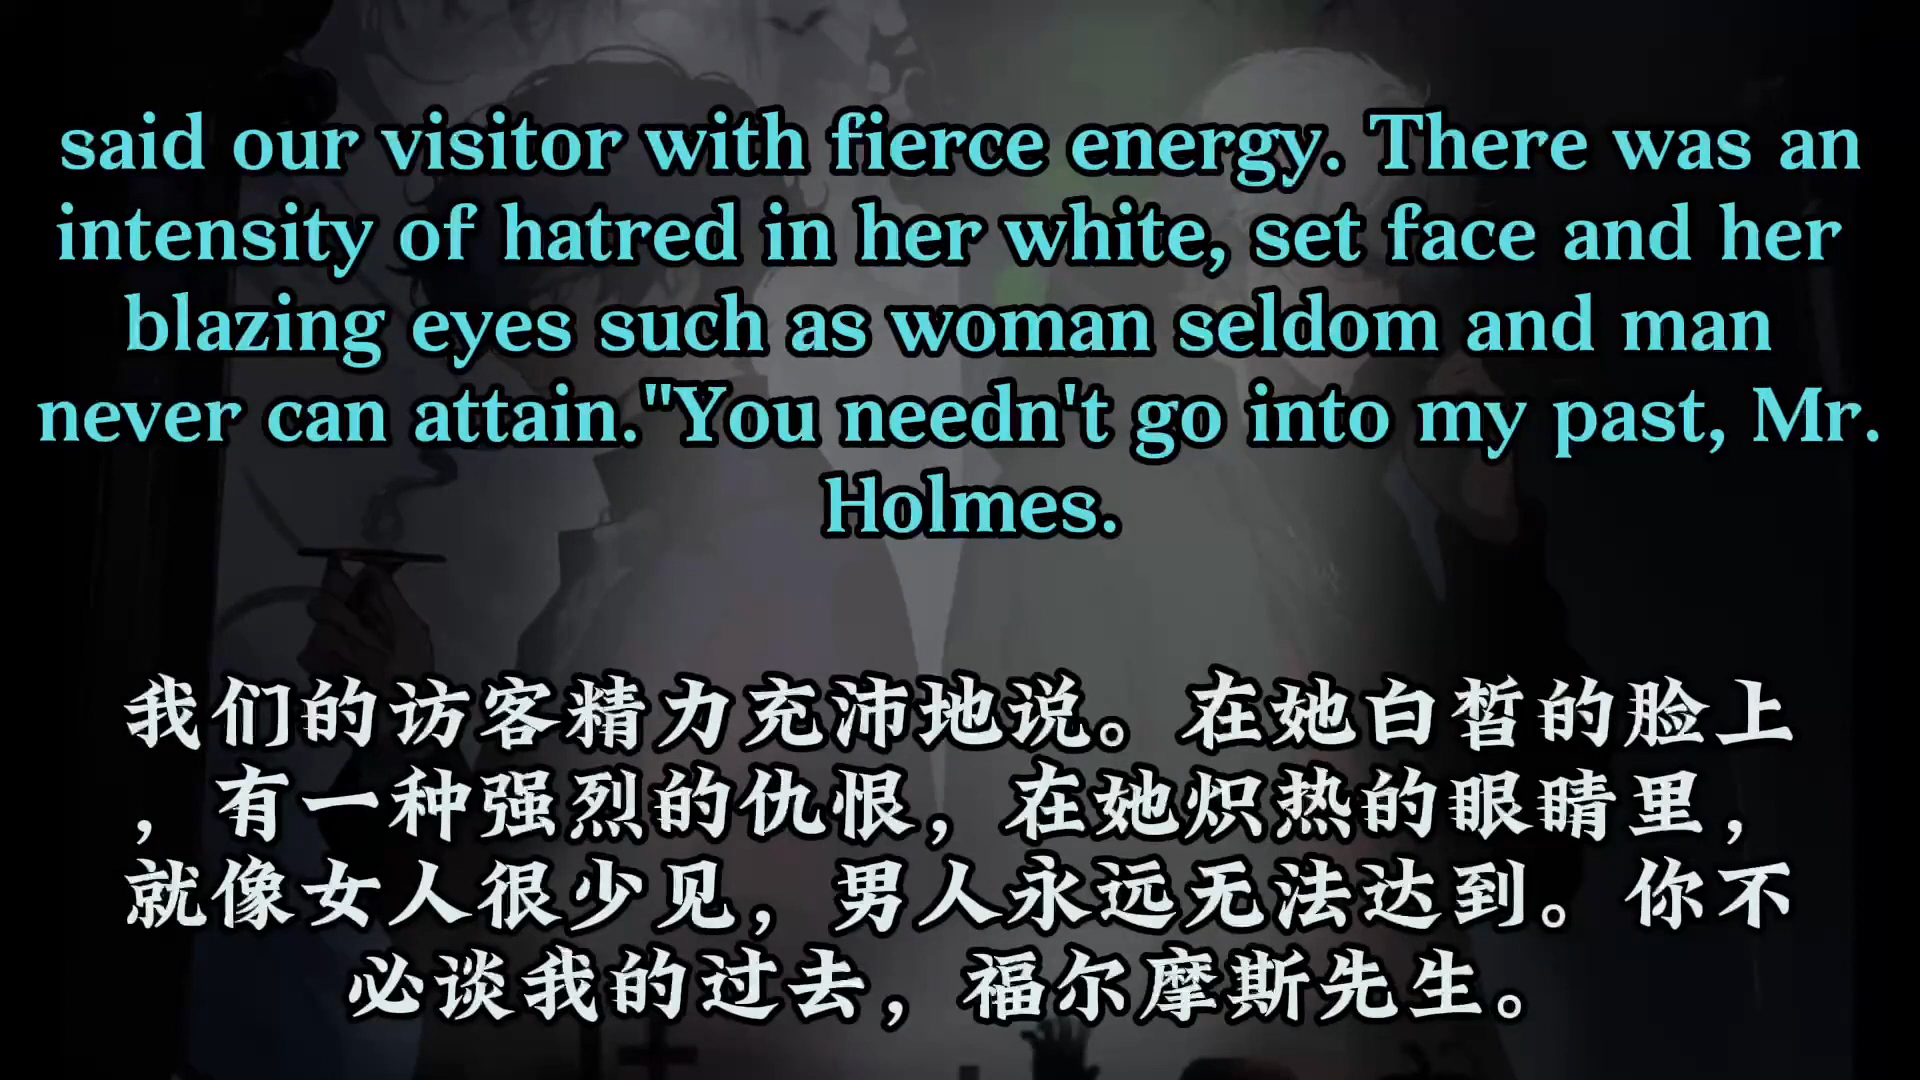 said our visitor with fierce energy. There was an
intensity of hatred in her white, set face and her
blazing eyes such as woman seldom and man
never can attain."You needn't go into my past, Mr.
Holmes.
我们的访客精力充沛地说。在她白皙的脸上
，有一种强烈的仇恨，在她炽热的眼睛里，
就像女人很少见，男人永远无法达到。你不
必谈我的过去，福尔摩斯先生。